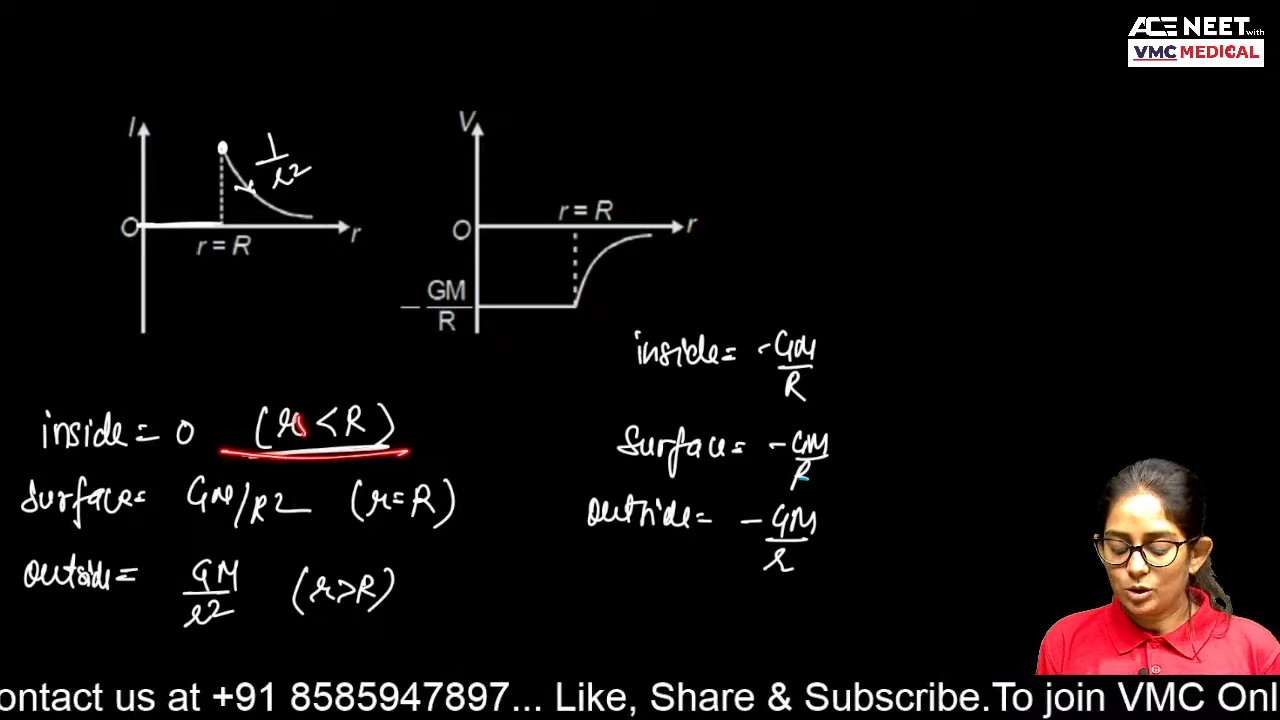 ACE NEET with
VMC MEDICAL
I
1/r²
O
r = R
r
V
r = R
r
O
− GM/R
inside = -GM/R
inside = 0 (r < R)
Surface = -GM/R
Surface = GM/R2 (r = R)
outside = -GM/r
outside = GM/r2 (r > R)
ontact us at +91 8585947897... Like, Share & Subscribe.To join VMC Onl